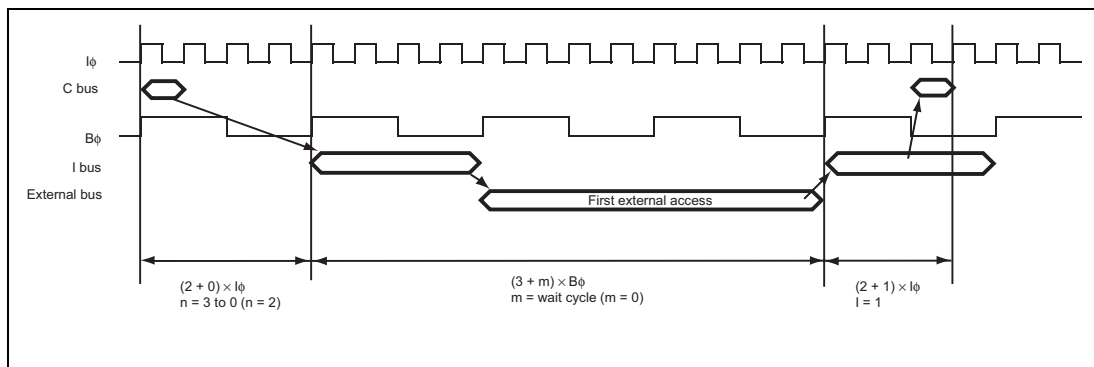 Iφ
C bus
Bφ
I bus
External bus
First external access
(2 + 0) × Iφ
n = 3 to 0 (n = 2)
(3 + m) × Bφ
m = wait cycle (m = 0)
(2 + 1) × Iφ
I = 1